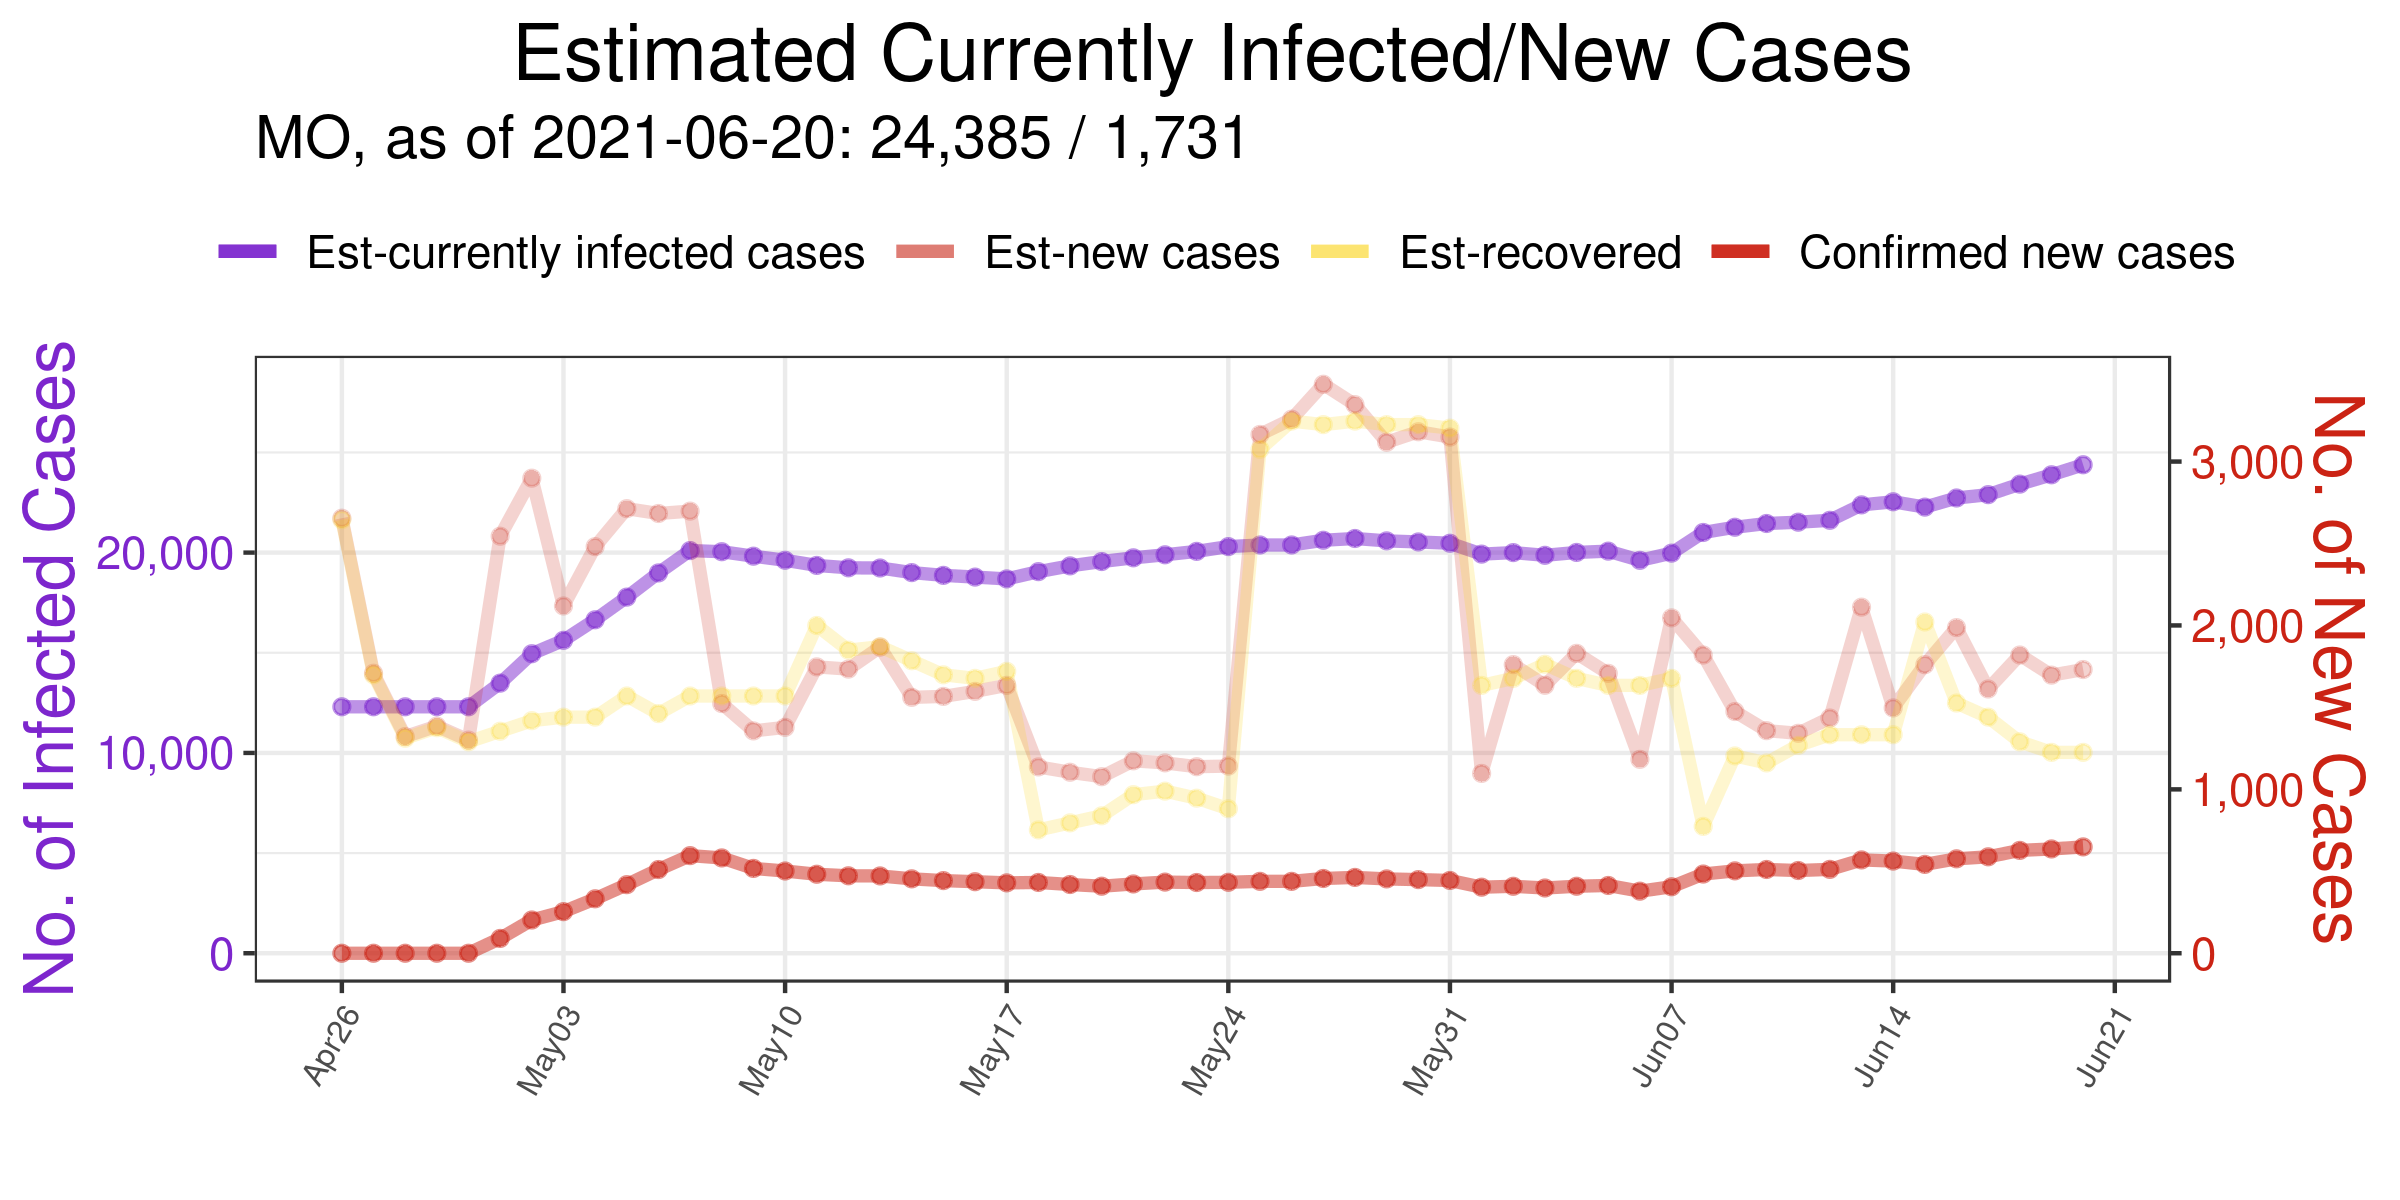 Estimated Currently Infected/New Cases
MO, as of 2021-06-20: 24,385 / 1,731
Est-currently infected cases Est-new cases Est-recovered Confirmed new cases
No. of Infected Cases
20,000
10,000
0
3,000
2,000
1,000
0
No. of New Cases
Apr26 May03 May10 May17 May24 May31 Jun07 Jun14 Jun21